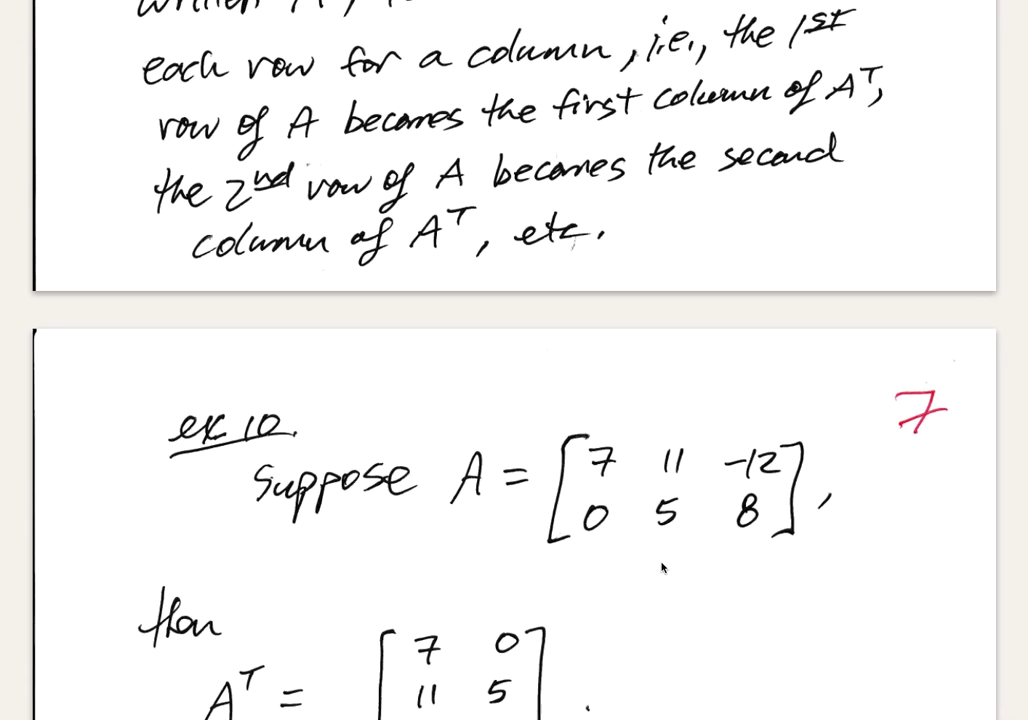 written A
each row for a column, i.e., the 1st
row of A becomes the first column of Aᵀ,
the 2nd row of A becomes the second
column of Aᵀ, etc.
7
ex 10.
Suppose A = [7 11 -12
0 5 8],
then
Aᵀ = [7 0
11 5]
.